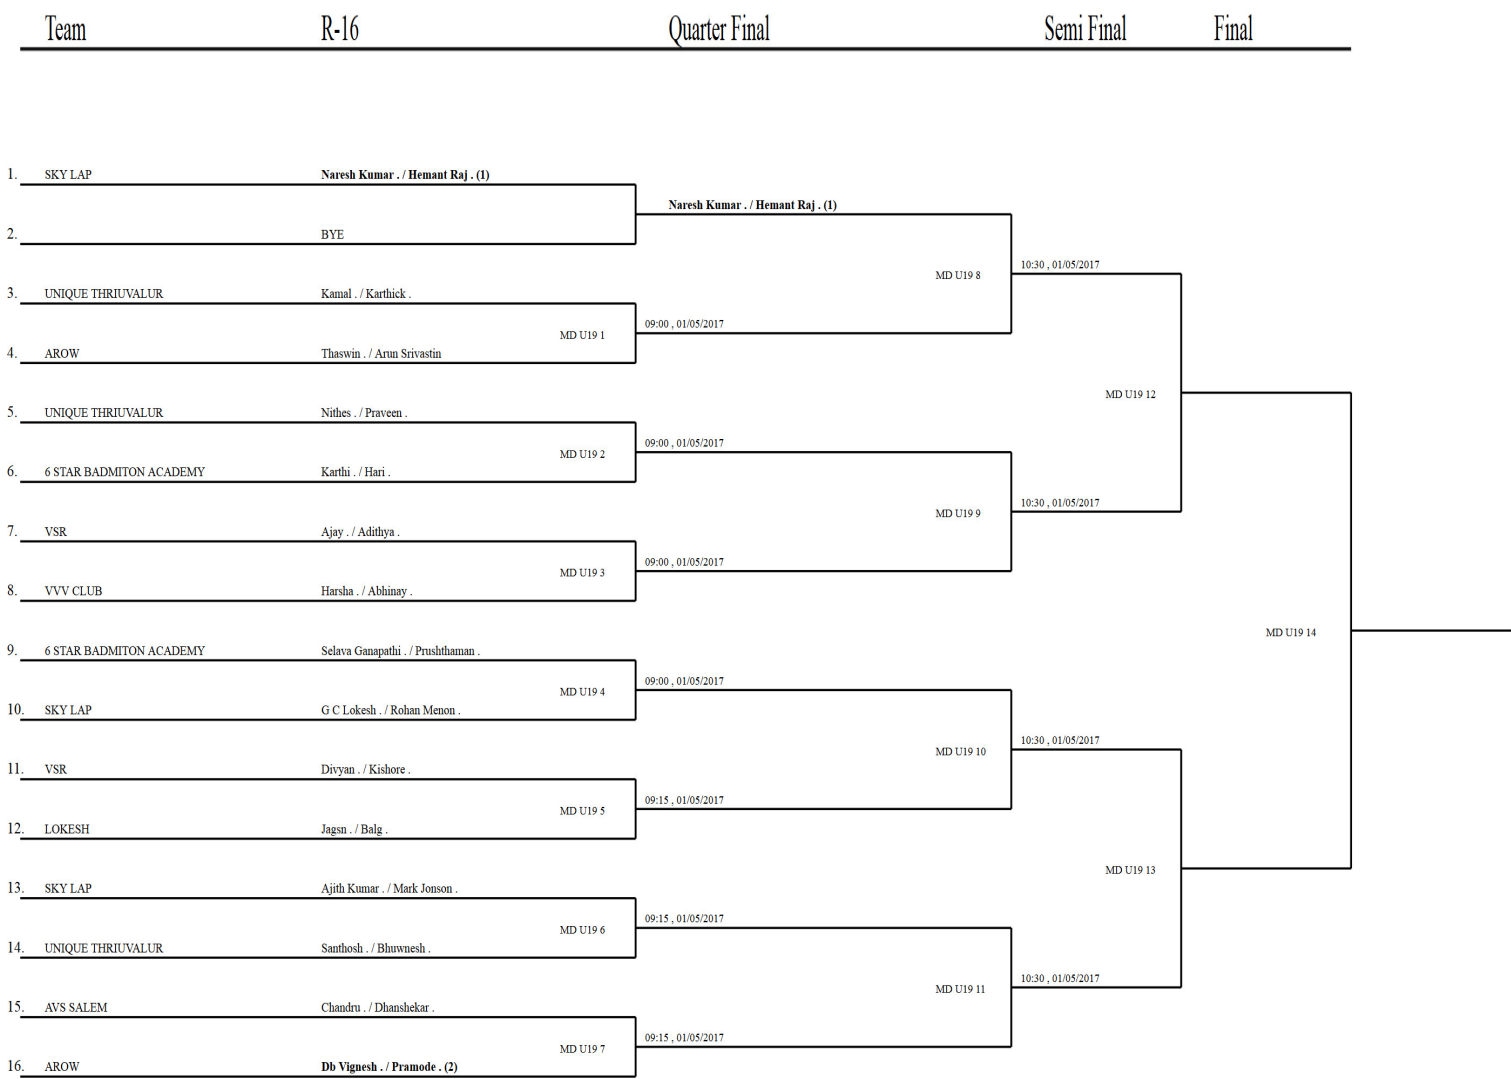 Team R-16 Quarter Final Semi Final Final
1. SKY LAP Naresh Kumar . / Hemant Raj . (1)
Naresh Kumar . / Hemant Raj . (1)
2. BYE
MD U19 8 10:30 , 01/05/2017
3. UNIQUE THRIUVALUR Kamal . / Karthick .
MD U19 1 09:00 , 01/05/2017
4. AROW Thaswin . / Arun Srivastin
MD U19 12
5. UNIQUE THRIUVALUR Nithes . / Praveen .
MD U19 2 09:00 , 01/05/2017
6. 6 STAR BADMITON ACADEMY Karthi . / Hari .
MD U19 9 10:30 , 01/05/2017
7. VSR Ajay . / Adithya .
MD U19 3 09:00 , 01/05/2017
8. VVV CLUB Harsha . / Abhinay .
MD U19 14
9. 6 STAR BADMITON ACADEMY Selava Ganapathi . / Prushthaman .
MD U19 4 09:00 , 01/05/2017
10. SKY LAP G C Lokesh . / Rohan Menon .
MD U19 10 10:30 , 01/05/2017
11. VSR Divyan . / Kishore .
MD U19 5 09:15 , 01/05/2017
12. LOKESH Jagsn . / Balg .
MD U19 13
13. SKY LAP Ajith Kumar . / Mark Jonson .
MD U19 6 09:15 , 01/05/2017
14. UNIQUE THRIUVALUR Santhosh . / Bhuwnesh .
MD U19 11 10:30 , 01/05/2017
15. AVS SALEM Chandru . / Dhanshekar .
MD U19 7 09:15 , 01/05/2017
16. AROW Db Vignesh . / Pramode . (2)